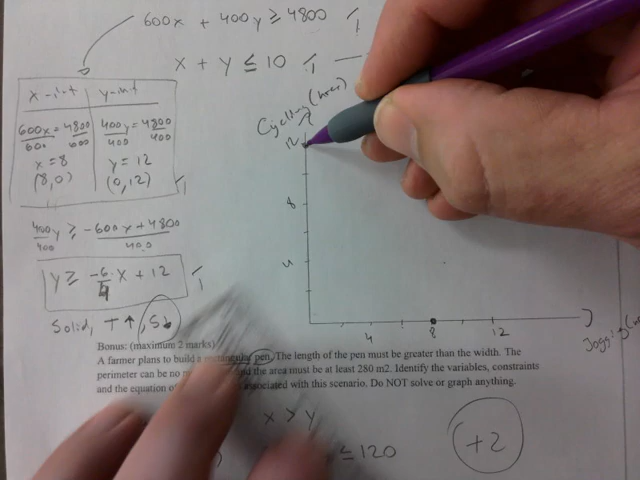 600x + 400y ≥ 4800
x + y ≤ 10
x-int y-int
600x = 4800 400y = 4800
600 600 400 400
x = 8 y = 12
(8,0) (0,12)
400y ≥ -600x + 4800
400 400
y ≥ -6/4 x + 12
Solid, T↑,
Cycling (hrs)
12
8
4
4 8 12
Jogging
Bonus: (maximum 2 marks)
A farmer plans to build a rectangular pen. The length of the pen must be greater than the width. The
perimeter can be no and the area must be at least 280 m2. Identify the variables, constraints
and the equation of associated with this scenario. Do NOT solve or graph anything.
x > y
≤ 120
+2